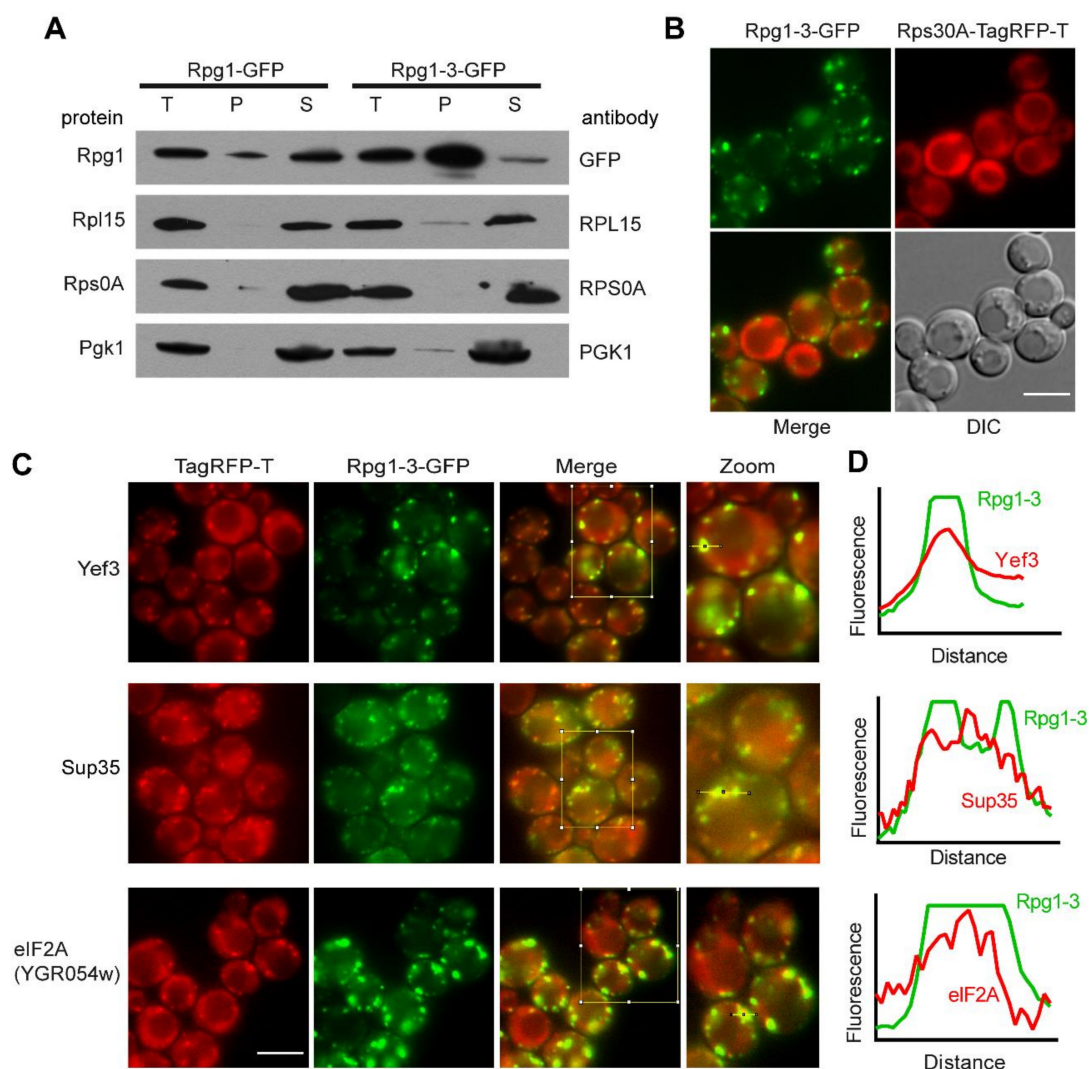 A
Rpg1-GFP Rpg1-3-GFP
T P S T P S
protein antibody
Rpg1 GFP
Rpl15 RPL15
Rps0A RPS0A
Pgk1 PGK1
B
Rpg1-3-GFP Rps30A-TagRFP-T
Merge DIC
C
TagRFP-T Rpg1-3-GFP Merge Zoom
Yef3
Sup35
eIF2A
(YGR054w)
D
Rpg1-3
Yef3
Fluorescence
Distance
Rpg1-3
Sup35
Fluorescence
Distance
Rpg1-3
eIF2A
Fluorescence
Distance